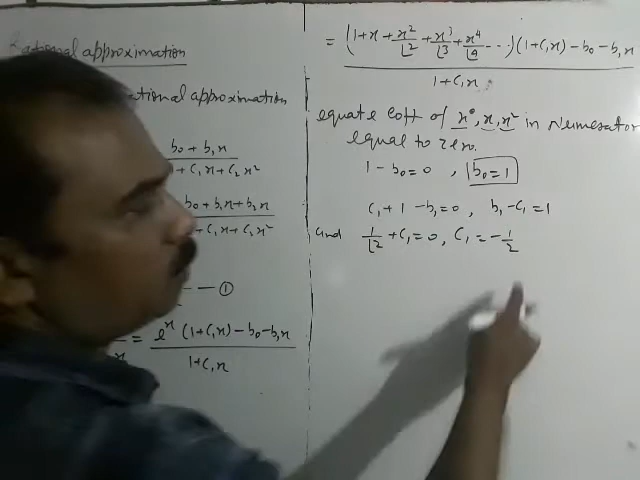 Rational approximation
ational approximation
b₀ + b₁x
+ c₁x + c₂x²
b₀ + b₁x + b₂x
+ c₁x + c₂x²
— — ①
= eˣ (1+c₁x) - b₀ - b₁x
x 1+c₁x
= (1+x+x²/⌊2+x³/⌊3+x⁴/⌊4 ...)(1+c₁x) - b₀ - b₁x
1+c₁x
equate coff of x⁰, x, x² in Numerator
equal to zero.
1 - b₀ = 0 , b₀ = 1
c₁ + 1 - b₁ = 0 , b₁ - c₁ = 1
and 1/⌊2 + c₁ = 0 , c₁ = -1/2